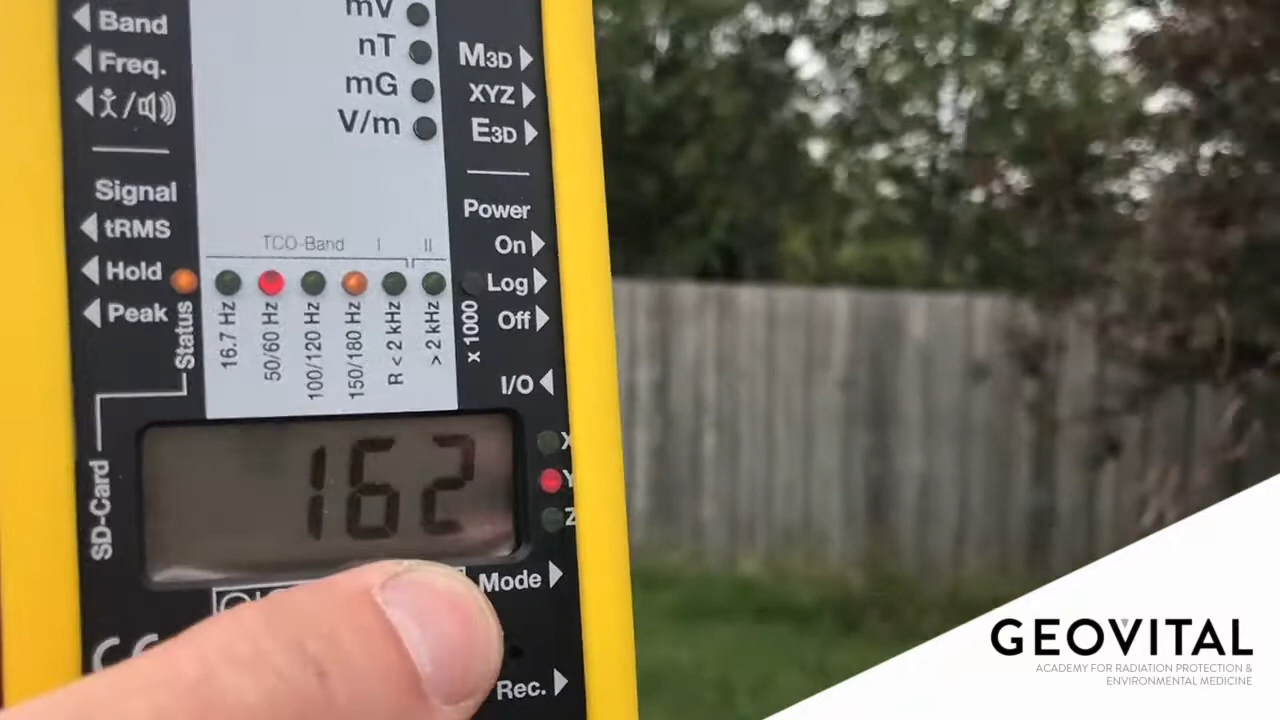 Band
Freq.
Signal
tRMS
Hold
Peak
Status
SD-Card
mV
nT
mG
V/m
TCO-Band I II
16.7 Hz
50/60 Hz
100/120 Hz
150/180 Hz
R < 2 kHz
> 2 kHz
x 1000
M3D
XYZ
E3D
Power
On
Log
Off
I/O
X
Y
Z
162
Mode
Rec.
CE
GEOVITAL
ACADEMY FOR RADIATION PROTECTION &
ENVIRONMENTAL MEDICINE